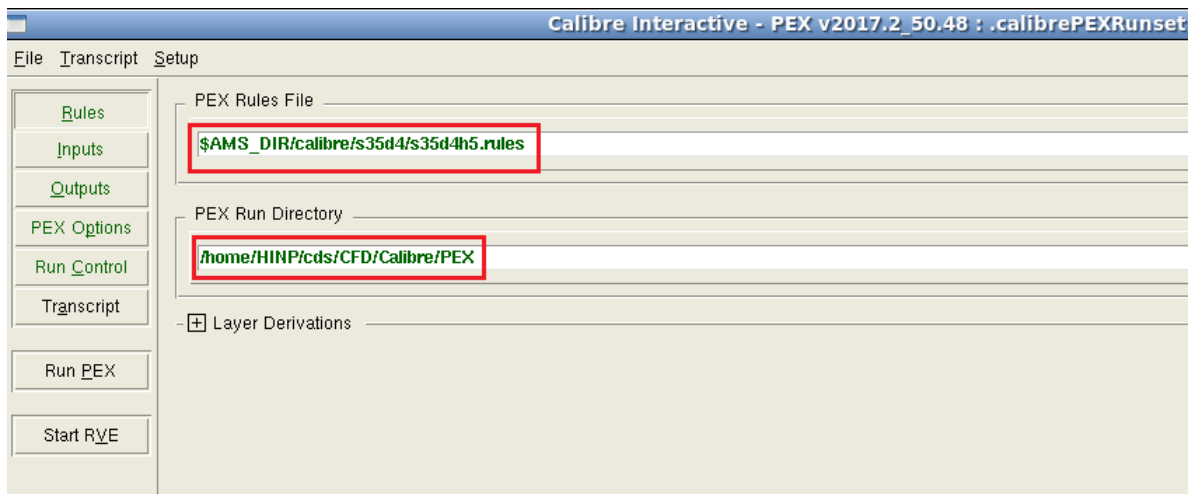 Calibre Interactive - PEX v2017.2_50.48 : .calibrePEXRunset
File Transcript Setup
Rules
Inputs
Outputs
PEX Options
Run Control
Transcript
Run PEX
Start RVE
PEX Rules File
$AMS_DIR/calibre/s35d4/s35d4h5.rules
PEX Run Directory
/home/HINP/cds/CFD/Calibre/PEX
Layer Derivations